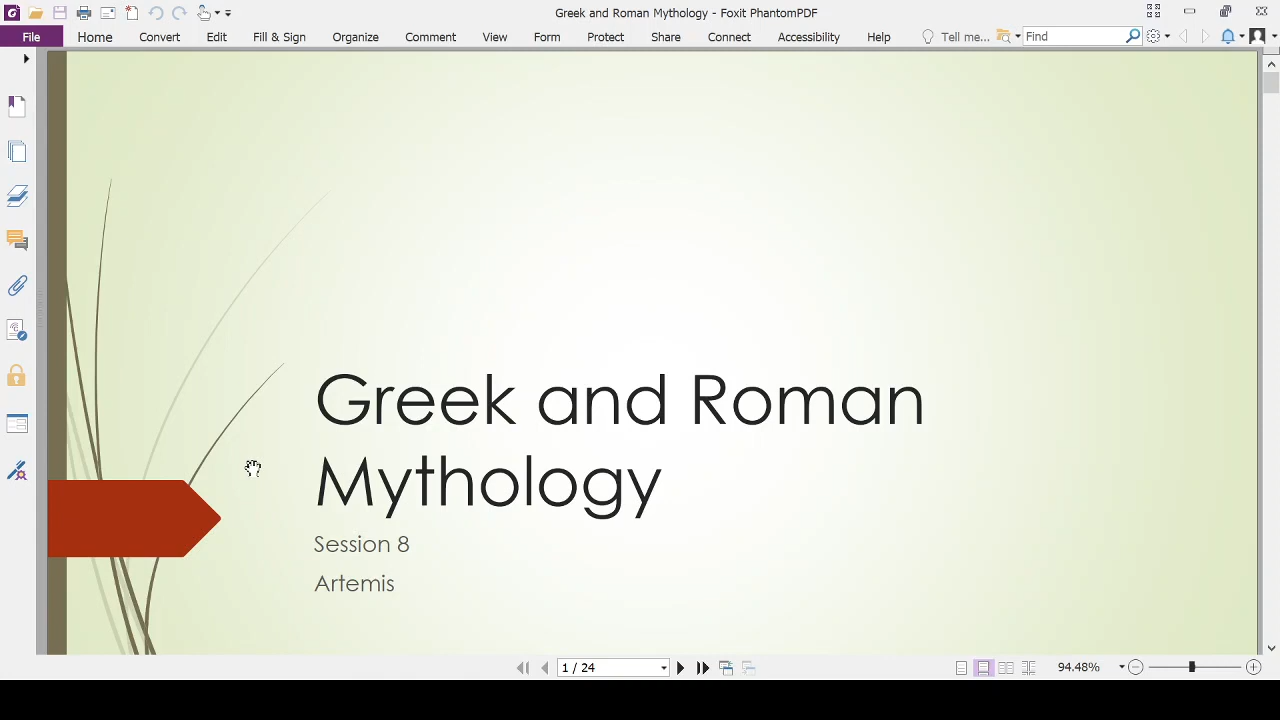 Greek and Roman Mythology - Foxit PhantomPDF
File Home Convert Edit Fill & Sign Organize Comment View Form Protect Share Connect Accessibility Help Tell me... Find
Greek and Roman
Mythology
Session 8
Artemis
1 / 24 94.48%